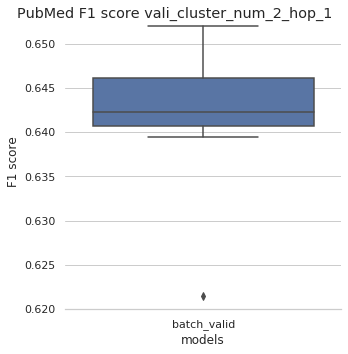 PubMed F1 score vali_cluster_num_2_hop_1
0.650
0.645
0.640
0.635
0.630
0.625
0.620
F1 score
batch_valid
models